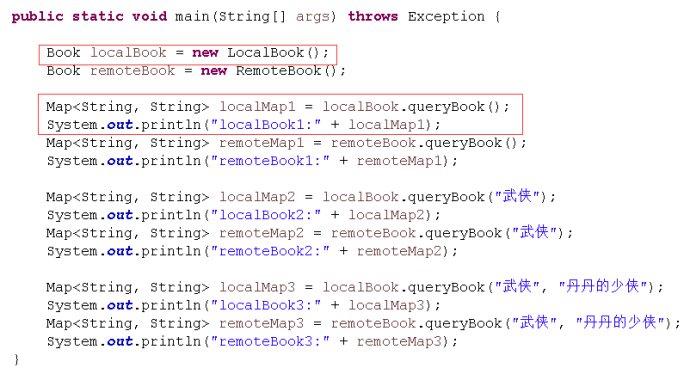 public static void main(String[] args) throws Exception {
Book localBook = new LocalBook();
Book remoteBook = new RemoteBook();
Map<String, String> localMap1 = localBook.queryBook();
System.out.println("localBook1:" + localMap1);
Map<String, String> remoteMap1 = remoteBook.queryBook();
System.out.println("remoteBook1:" + remoteMap1);
Map<String, String> localMap2 = localBook.queryBook("武侠");
System.out.println("localBook2:" + localMap2);
Map<String, String> remoteMap2 = remoteBook.queryBook("武侠");
System.out.println("remoteBook2:" + remoteMap2);
Map<String, String> localMap3 = localBook.queryBook("武侠", "丹丹的少侠");
System.out.println("localBook3:" + localMap3);
Map<String, String> remoteMap3 = remoteBook.queryBook("武侠", "丹丹的少侠");
System.out.println("remoteBook3:" + remoteMap3);
}